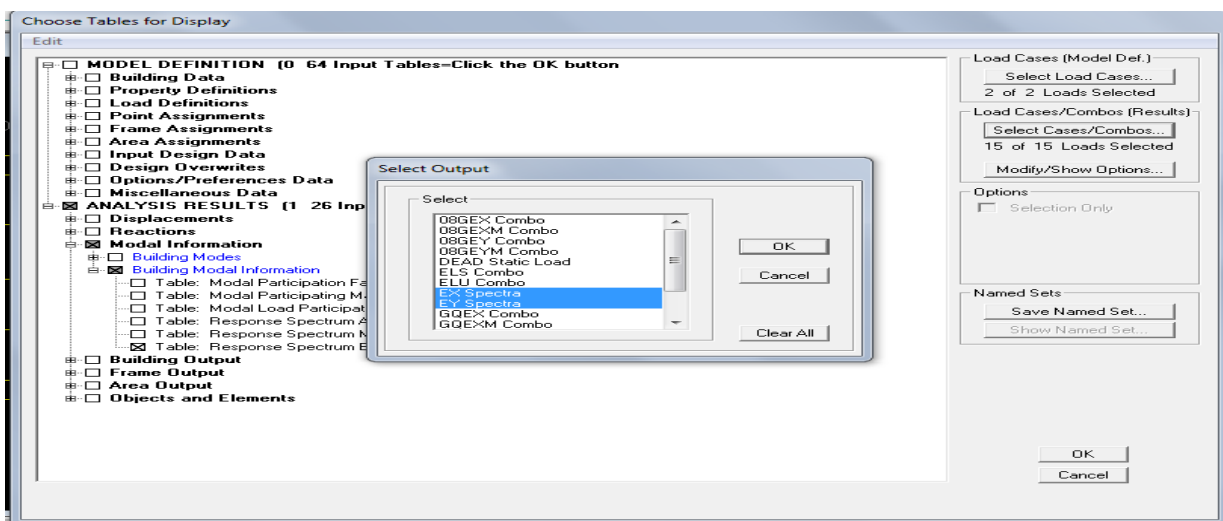 Choose Tables for Display
Edit
MODEL DEFINITION (0 64 Input Tables=Click the OK button
Building Data
Property Definitions
Load Definitions
Point Assignments
Frame Assignments
Area Assignments
Input Design Data
Design Overwrites
Options/Preferences Data
Miscellaneous Data
ANALYSIS RESULTS (1 26 Inp
Displacements
Reactions
Modal Information
Building Modes
Building Modal Information
Table: Modal Participation Fa
Table: Modal Participating M
Table: Modal Load Participat
Table: Response Spectrum A
Table: Response Spectrum M
Table: Response Spectrum B
Building Output
Frame Output
Area Output
Objects and Elements
Select Output
Select
08GEX Combo
08GEXM Combo
08GEY Combo
08GEYM Combo
DEAD Static Load
ELS Combo
ELU Combo
EX Spectra
EY Spectra
GQEX Combo
GQEXM Combo
OK
Cancel
Clear All
Load Cases (Model Def.)
Select Load Cases...
2 of 2 Loads Selected
Load Cases/Combos (Results)
Select Cases/Combos...
15 of 15 Loads Selected
Modify/Show Options...
Options
Selection Only
Named Sets
Save Named Set...
Show Named Set...
OK
Cancel